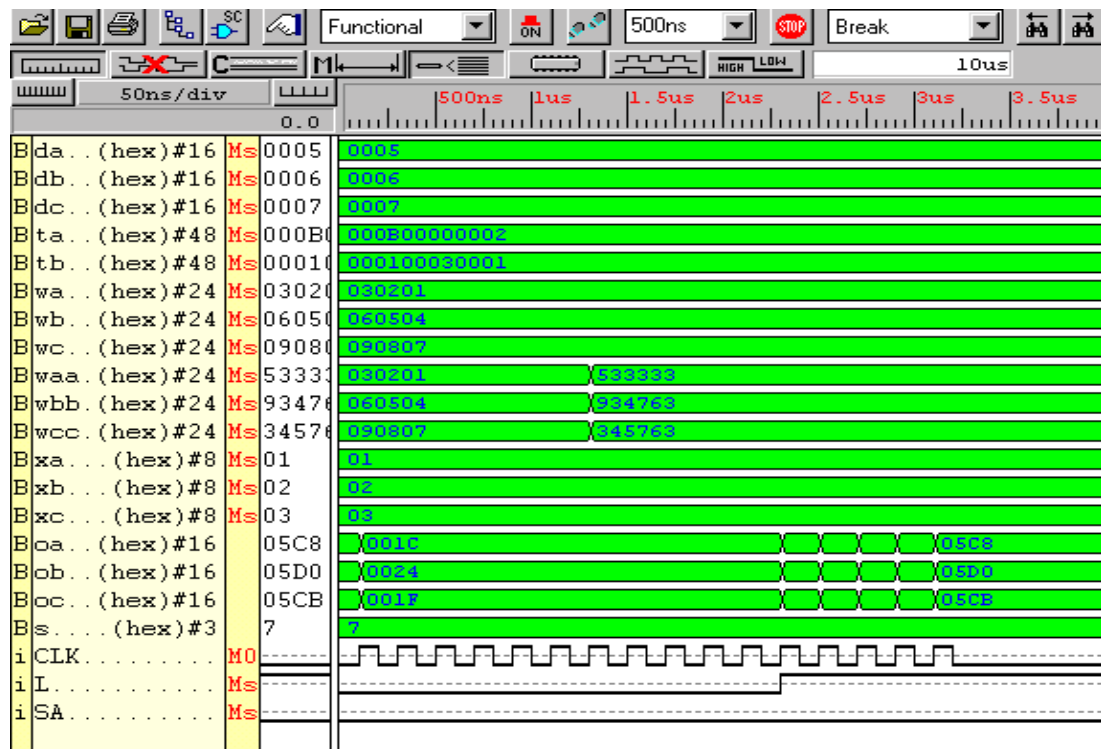 SC Functional ON 500ns STOP Break
C M HIGH LOW 10us
50ns/div 500ns 1us 1.5us 2us 2.5us 3us 3.5us
0.0
B da..(hex)#16 Ms 0005 0005
B db..(hex)#16 Ms 0006 0006
B dc..(hex)#16 Ms 0007 0007
B ta..(hex)#48 Ms 000B0 000B00000002
B tb..(hex)#48 Ms 00010 000100030001
B wa..(hex)#24 Ms 03020 030201
B wb..(hex)#24 Ms 06050 060504
B wc..(hex)#24 Ms 09080 090807
B waa.(hex)#24 Ms 53333 030201 533333
B wbb.(hex)#24 Ms 93476 060504 934763
B wcc.(hex)#24 Ms 34576 090807 345763
B xa...(hex)#8 Ms 01 01
B xb...(hex)#8 Ms 02 02
B xc...(hex)#8 Ms 03 03
B oa..(hex)#16 05C8 001C 05C8
B ob..(hex)#16 05D0 0024 05D0
B oc..(hex)#16 05CB 001F 05CB
B s....(hex)#3 7 7
i CLK......... M0
i L........... Ms
i SA.......... Ms